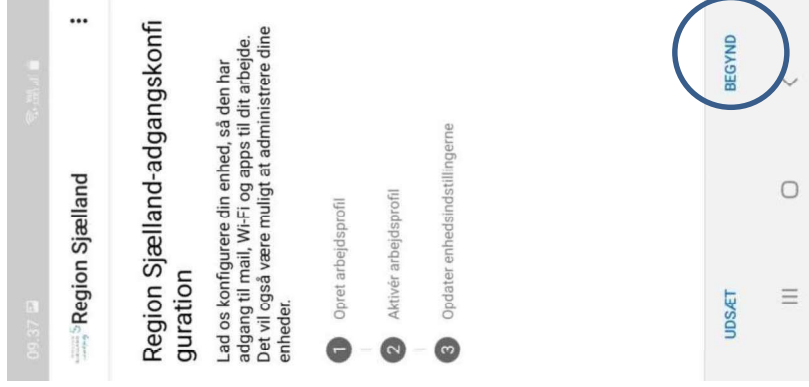 09.37
Region Sjælland
Region Sjælland-adgangskonfi
guration
Lad os konfigurere din enhed, så den har
adgang til mail, Wi-Fi og apps til dit arbejde.
Det vil også være muligt at administrere dine
enheder.
1 Opret arbejdsprofil
2 Aktivér arbejdsprofil
3 Opdater enhedsindstillingerne
UDSÆT
BEGYND